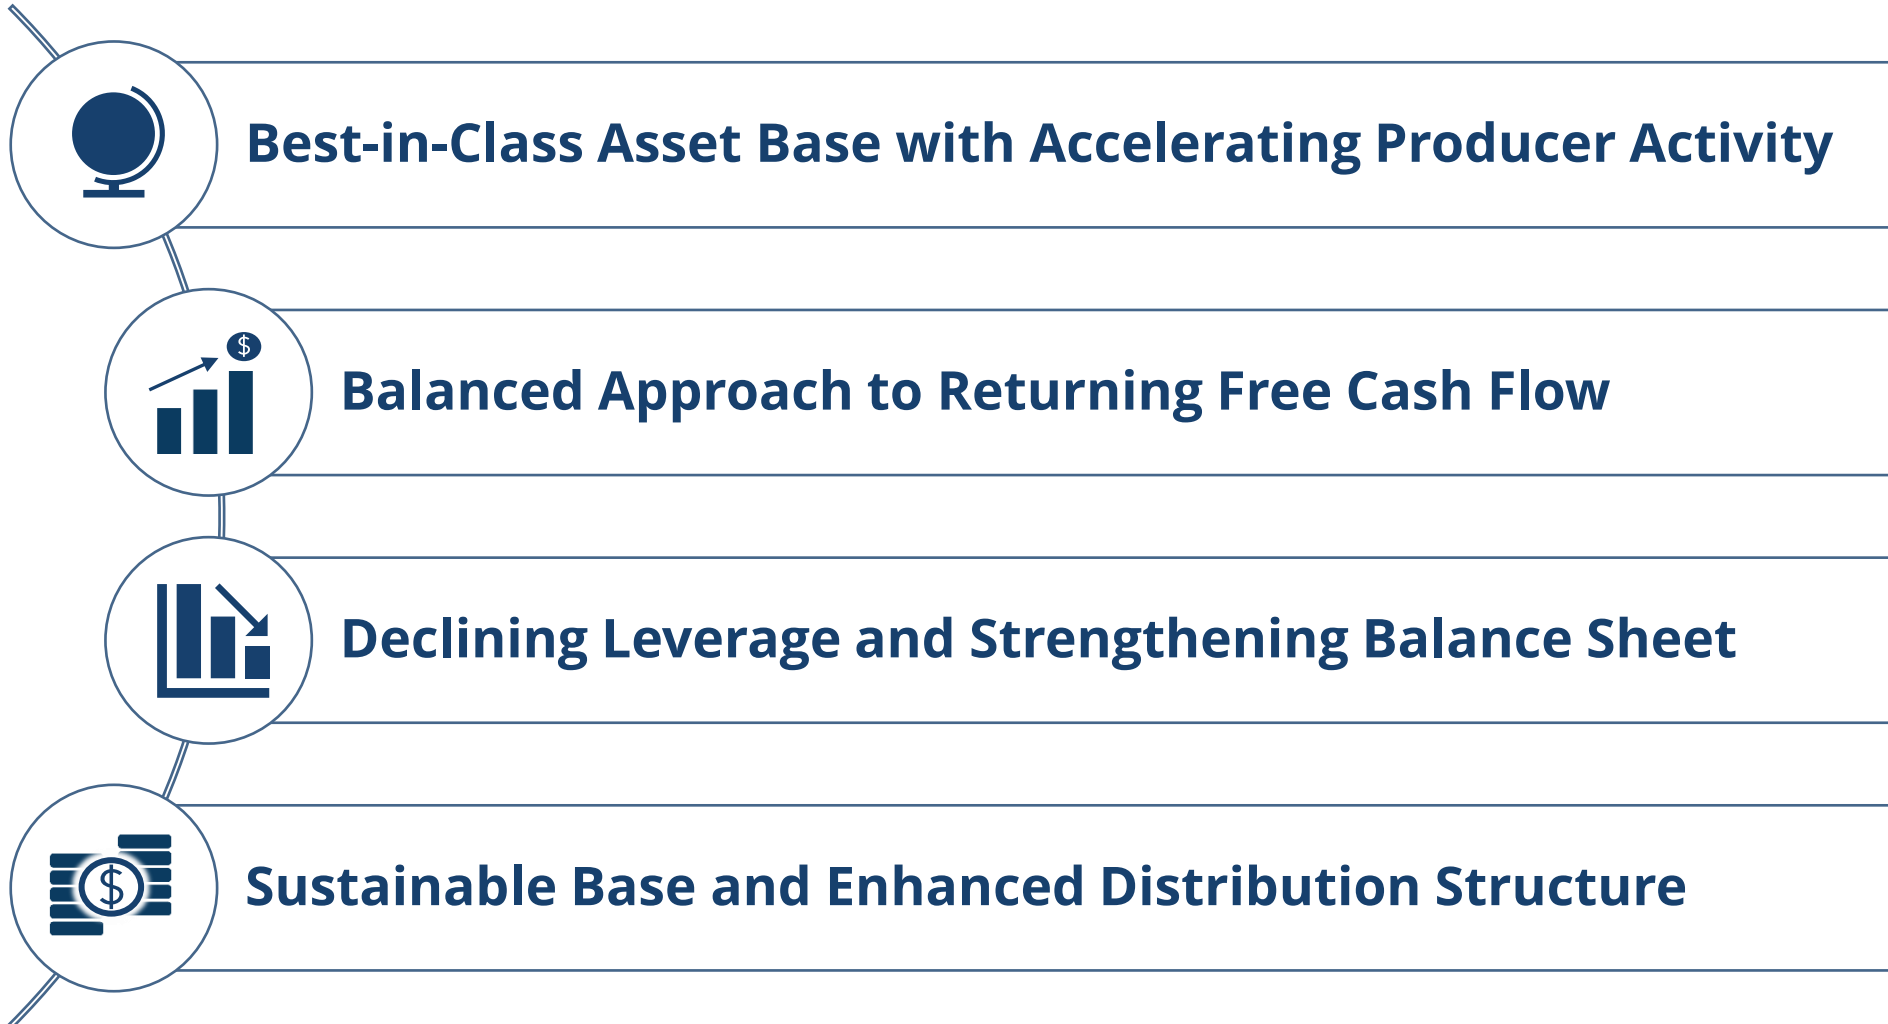 Best-in-Class Asset Base with Accelerating Producer Activity
$
Balanced Approach to Returning Free Cash Flow
Declining Leverage and Strengthening Balance Sheet
$
Sustainable Base and Enhanced Distribution Structure